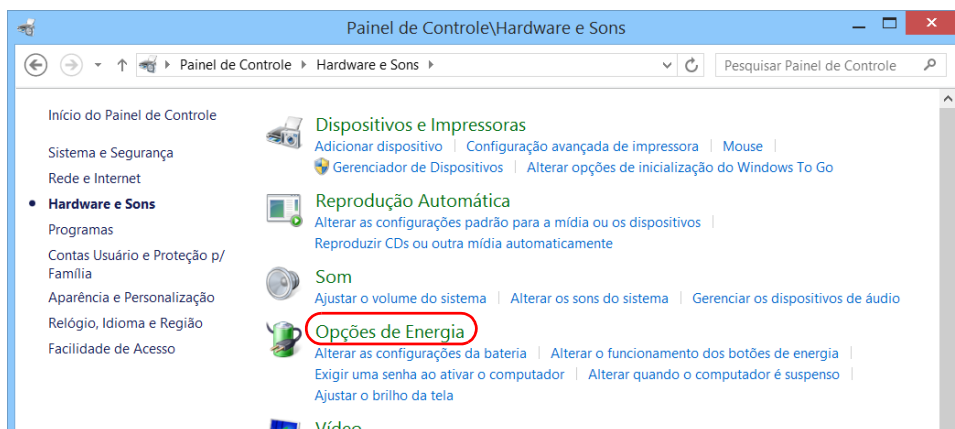 Painel de Controle\Hardware e Sons
Painel de Controle
Hardware e Sons
Pesquisar Painel de Controle
Início do Painel de Controle
Sistema e Segurança
Rede e Internet
Hardware e Sons
Programas
Contas Usuário e Proteção p/
Família
Aparência e Personalização
Relógio, Idioma e Região
Facilidade de Acesso
Dispositivos e Impressoras
Adicionar dispositivo | Configuração avançada de impressora | Mouse |
Gerenciador de Dispositivos | Alterar opções de inicialização do Windows To Go
Reprodução Automática
Alterar as configurações padrão para a mídia ou os dispositivos |
Reproduzir CDs ou outra mídia automaticamente
Som
Ajustar o volume do sistema | Alterar os sons do sistema | Gerenciar os dispositivos de áudio
Opções de Energia
Alterar as configurações da bateria | Alterar o funcionamento dos botões de energia |
Exigir uma senha ao ativar o computador | Alterar quando o computador é suspenso |
Ajustar o brilho da tela
Vídeo